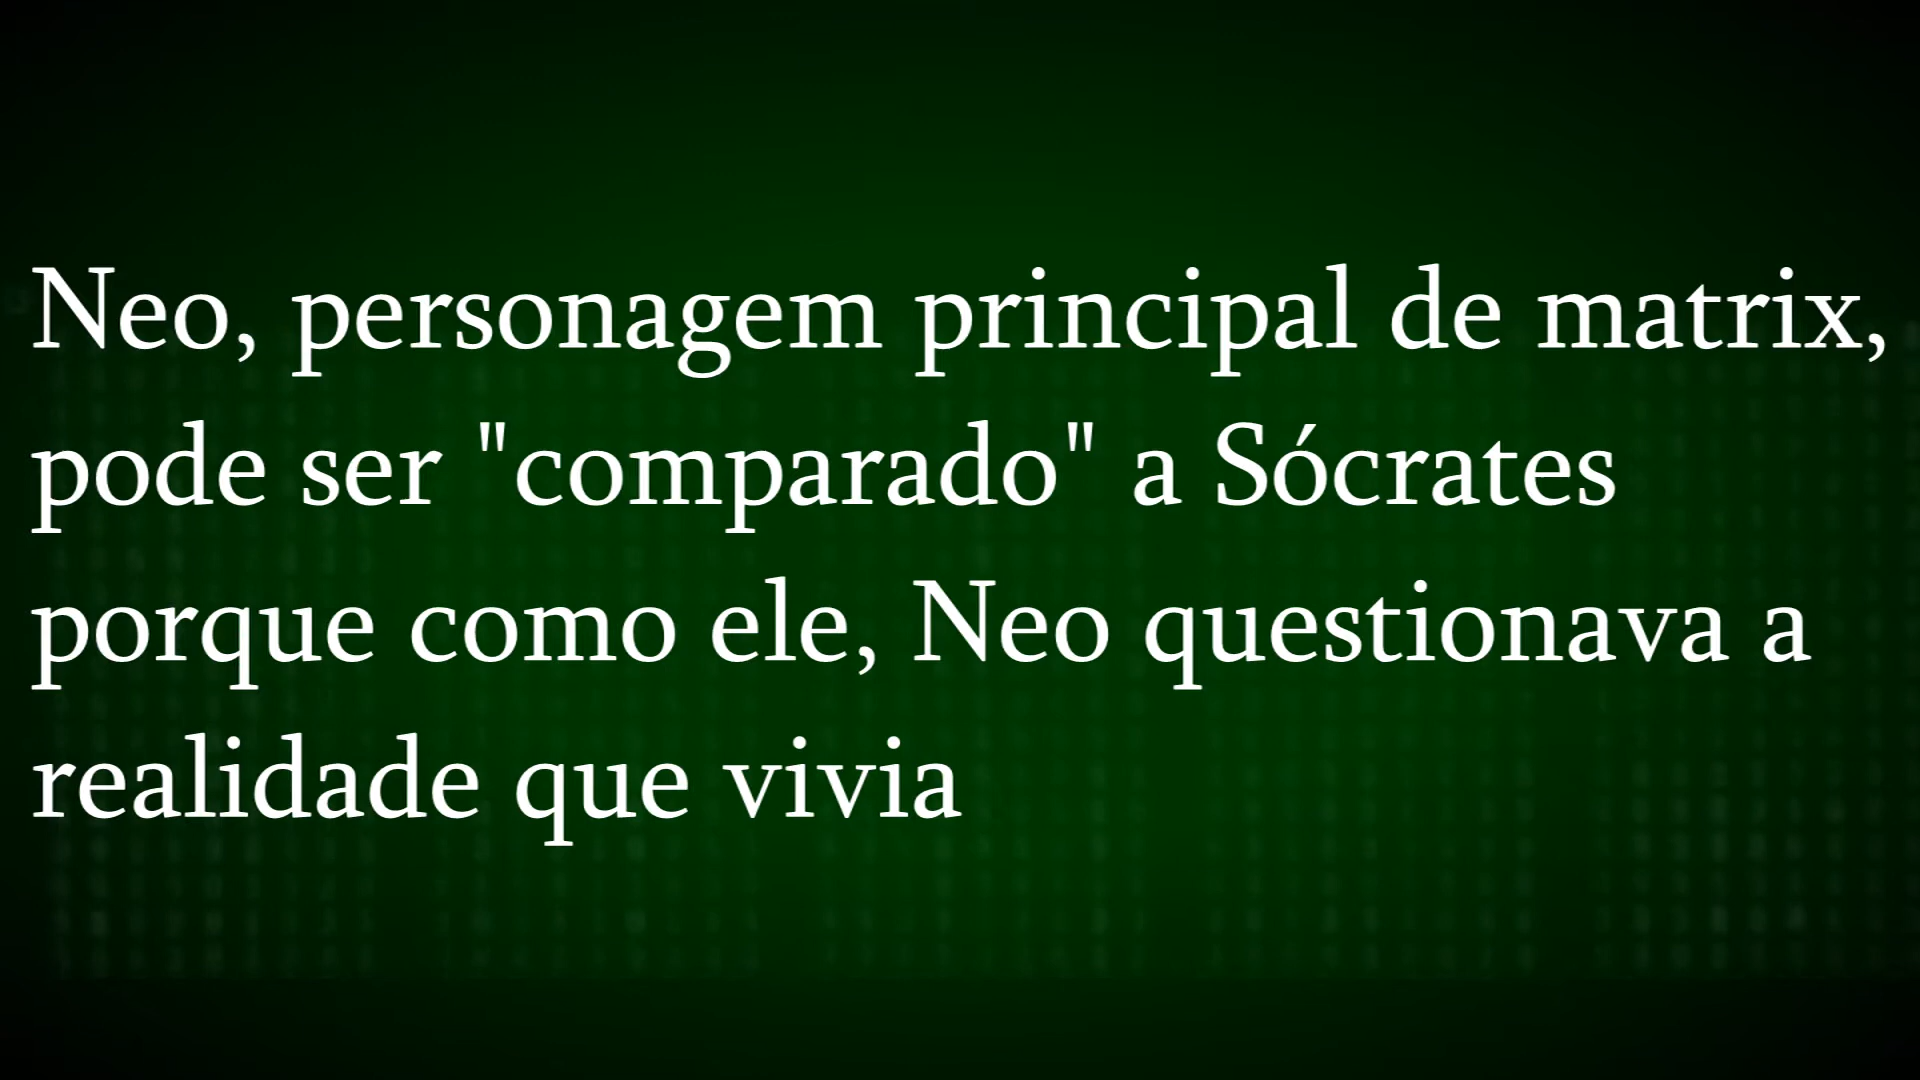 Neo, personagem principal de matrix,
pode ser "comparado" a Sócrates
porque como ele, Neo questionava a
realidade que vivia